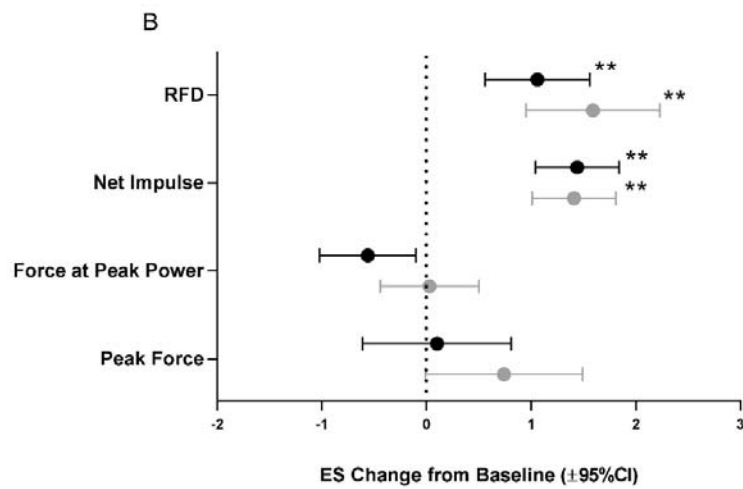 B
**
RFD
**
**
Net Impulse
**
Force at Peak Power
Peak Force
-2 -1 0 1 2 3
ES Change from Baseline (±95%CI)